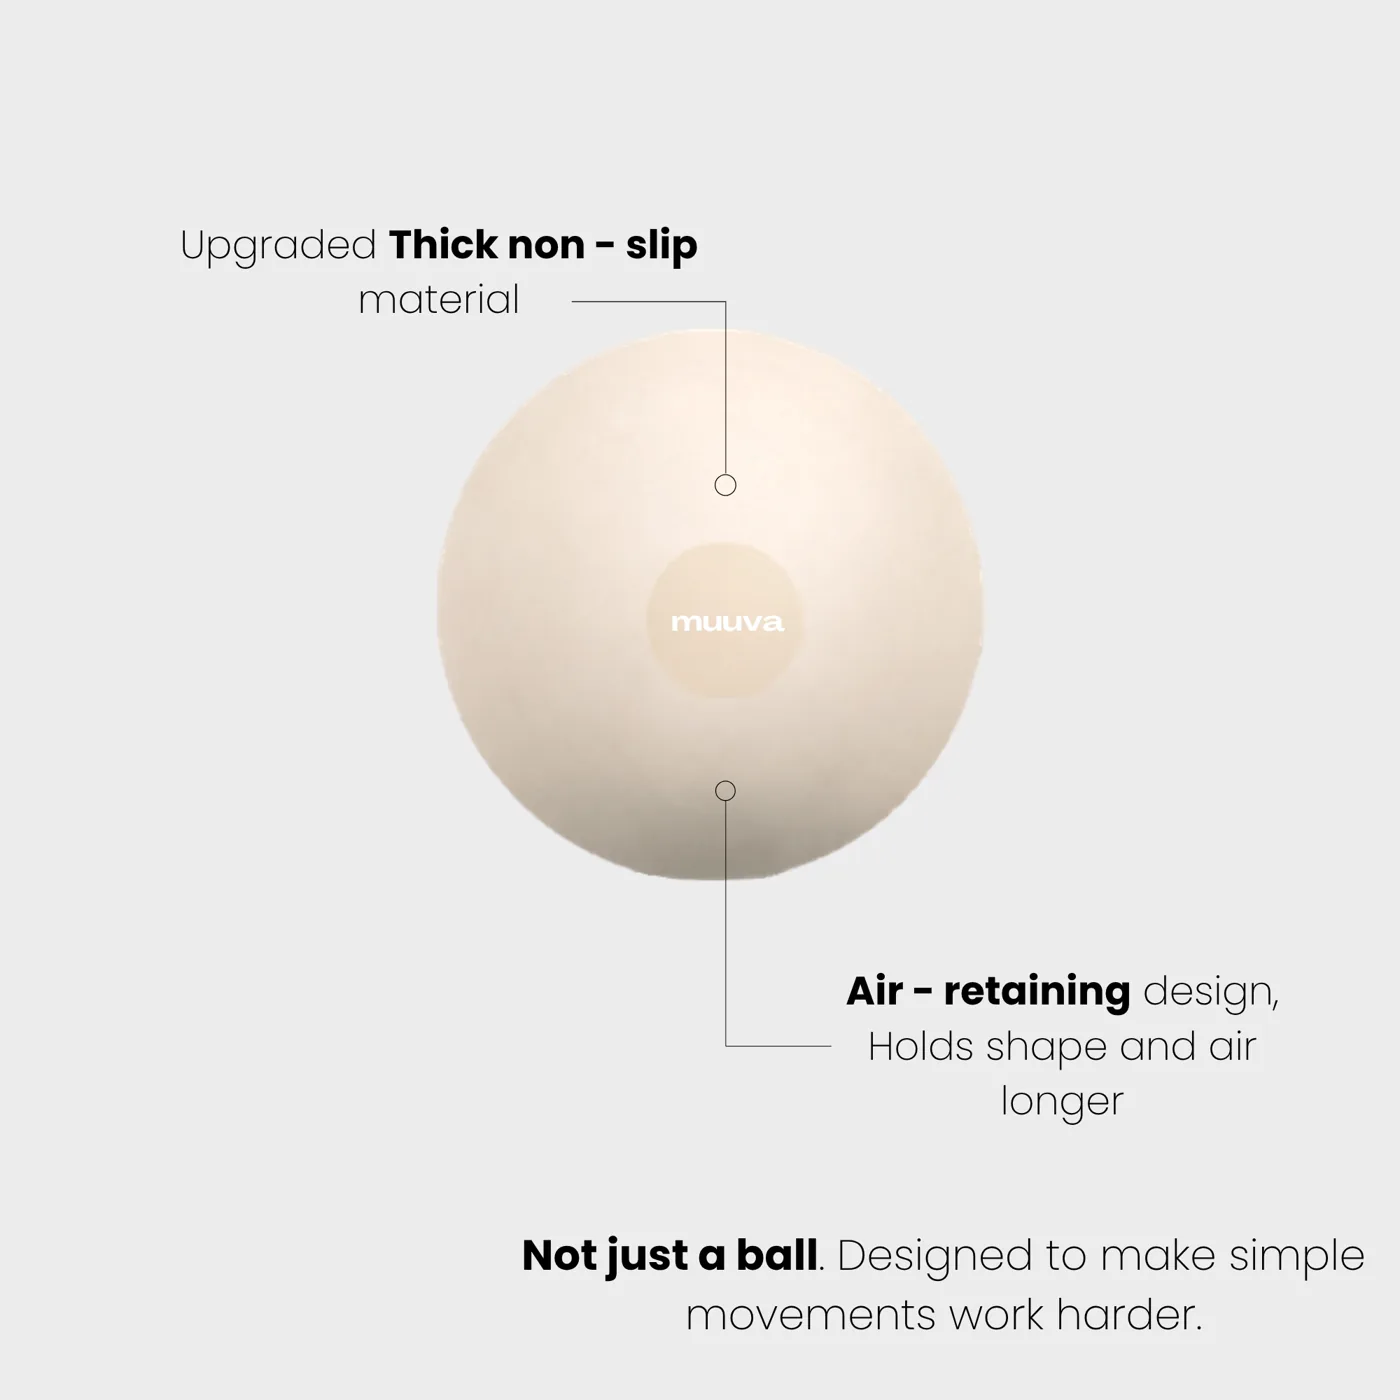 Upgraded Thick non - slip
material
muuva
Air - retaining design,
Holds shape and air
longer
Not just a ball. Designed to make simple
movements work harder.